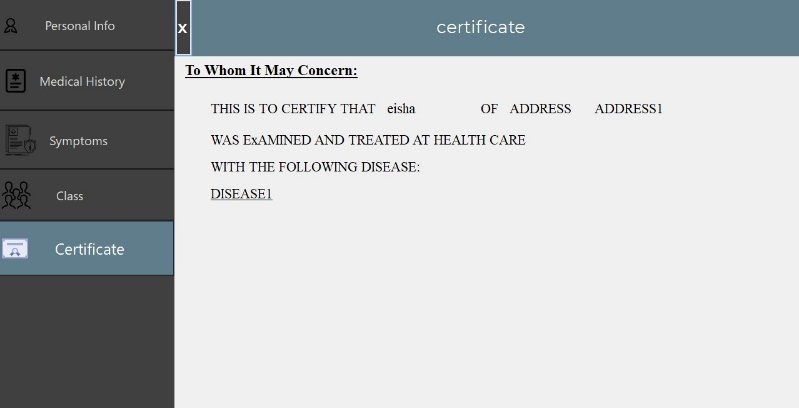 Personal Info
Medical History
Symptoms
Class
Certificate
X
certificate
To Whom It May Concern:
THIS IS TO CERTIFY THAT eisha OF ADDRESS ADDRESS1
WAS ExAMINED AND TREATED AT HEALTH CARE
WITH THE FOLLOWING DISEASE:
DISEASE1